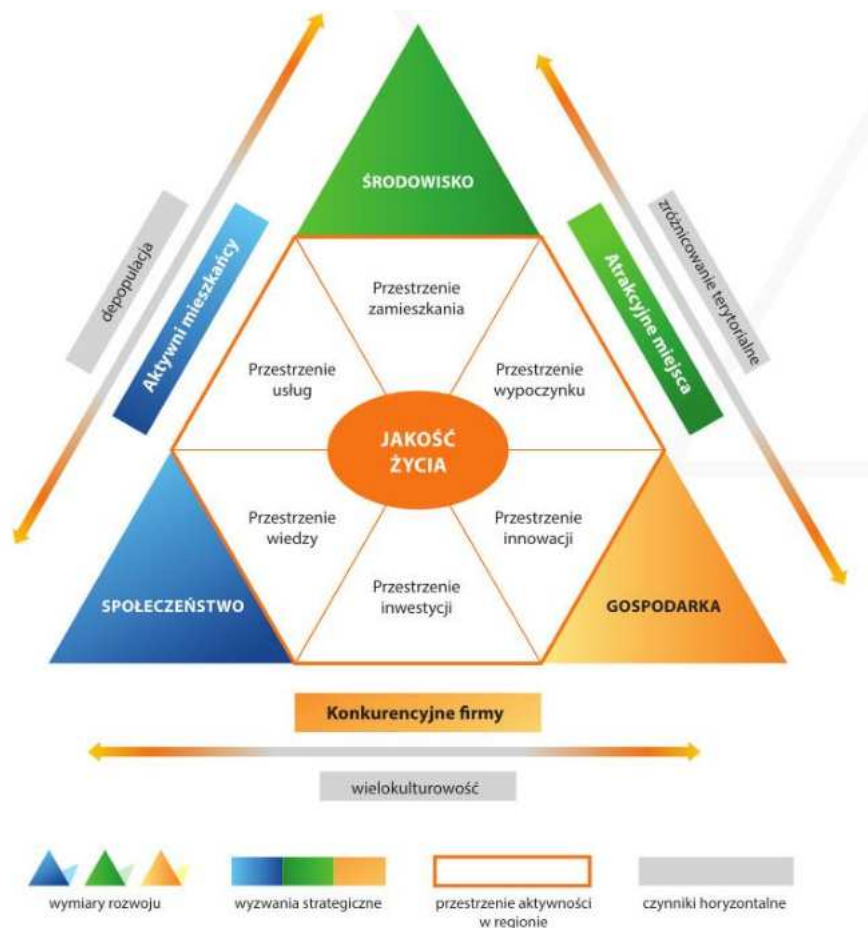 ŚRODOWISKO
depopulacja
Aktywni mieszkańcy
Atrakcyjne miejsca
zróżnicowanie terytorialne
Przestrzenie
zamieszkania
Przestrzenie
usług
Przestrzenie
wypoczynku
JAKOŚĆ
ŻYCIA
Przestrzenie
wiedzy
Przestrzenie
innowacji
Przestrzenie
inwestycji
SPOŁECZEŃSTWO
GOSPODARKA
Konkurencyjne firmy
wielokulturowość
wymiary rozwoju
wyzwania strategiczne
przestrzenie aktywności
w regionie
czynniki horyzontalne